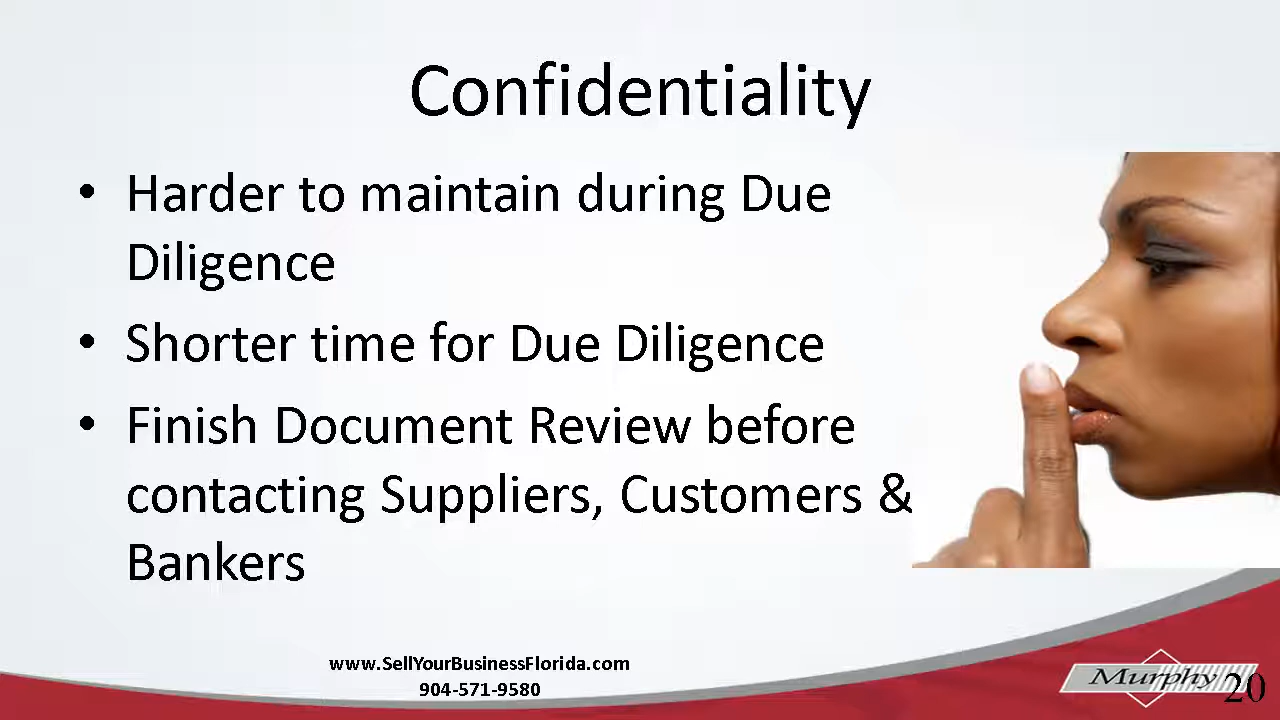 Confidentiality
• Harder to maintain during Due
Diligence
• Shorter time for Due Diligence
• Finish Document Review before
contacting Suppliers, Customers &
Bankers
www.SellYourBusinessFlorida.com
904-571-9580
Murphy
20